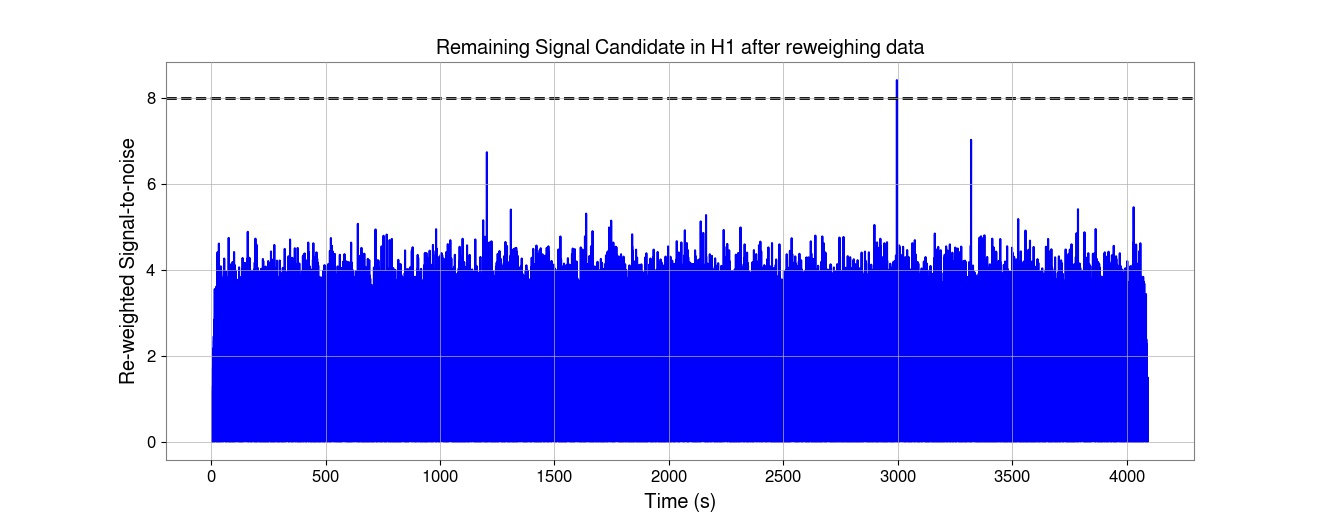 Remaining Signal Candidate in H1 after reweighing data
Re-weighted Signal-to-noise
8
6
4
2
0
0 500 1000 1500 2000 2500 3000 3500 4000
Time (s)